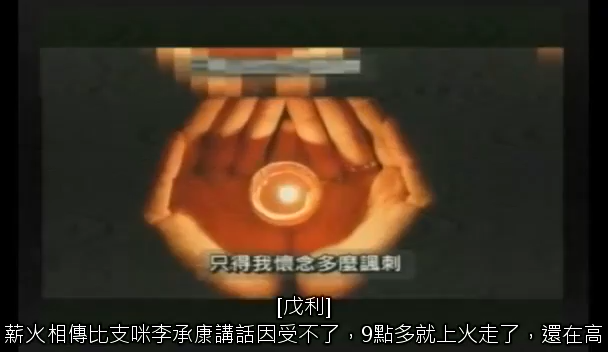 只得我懷念多麼諷刺
[戊利]
薪火相傳比支咪李承康講話因受不了，9點多就上火走了，還在高